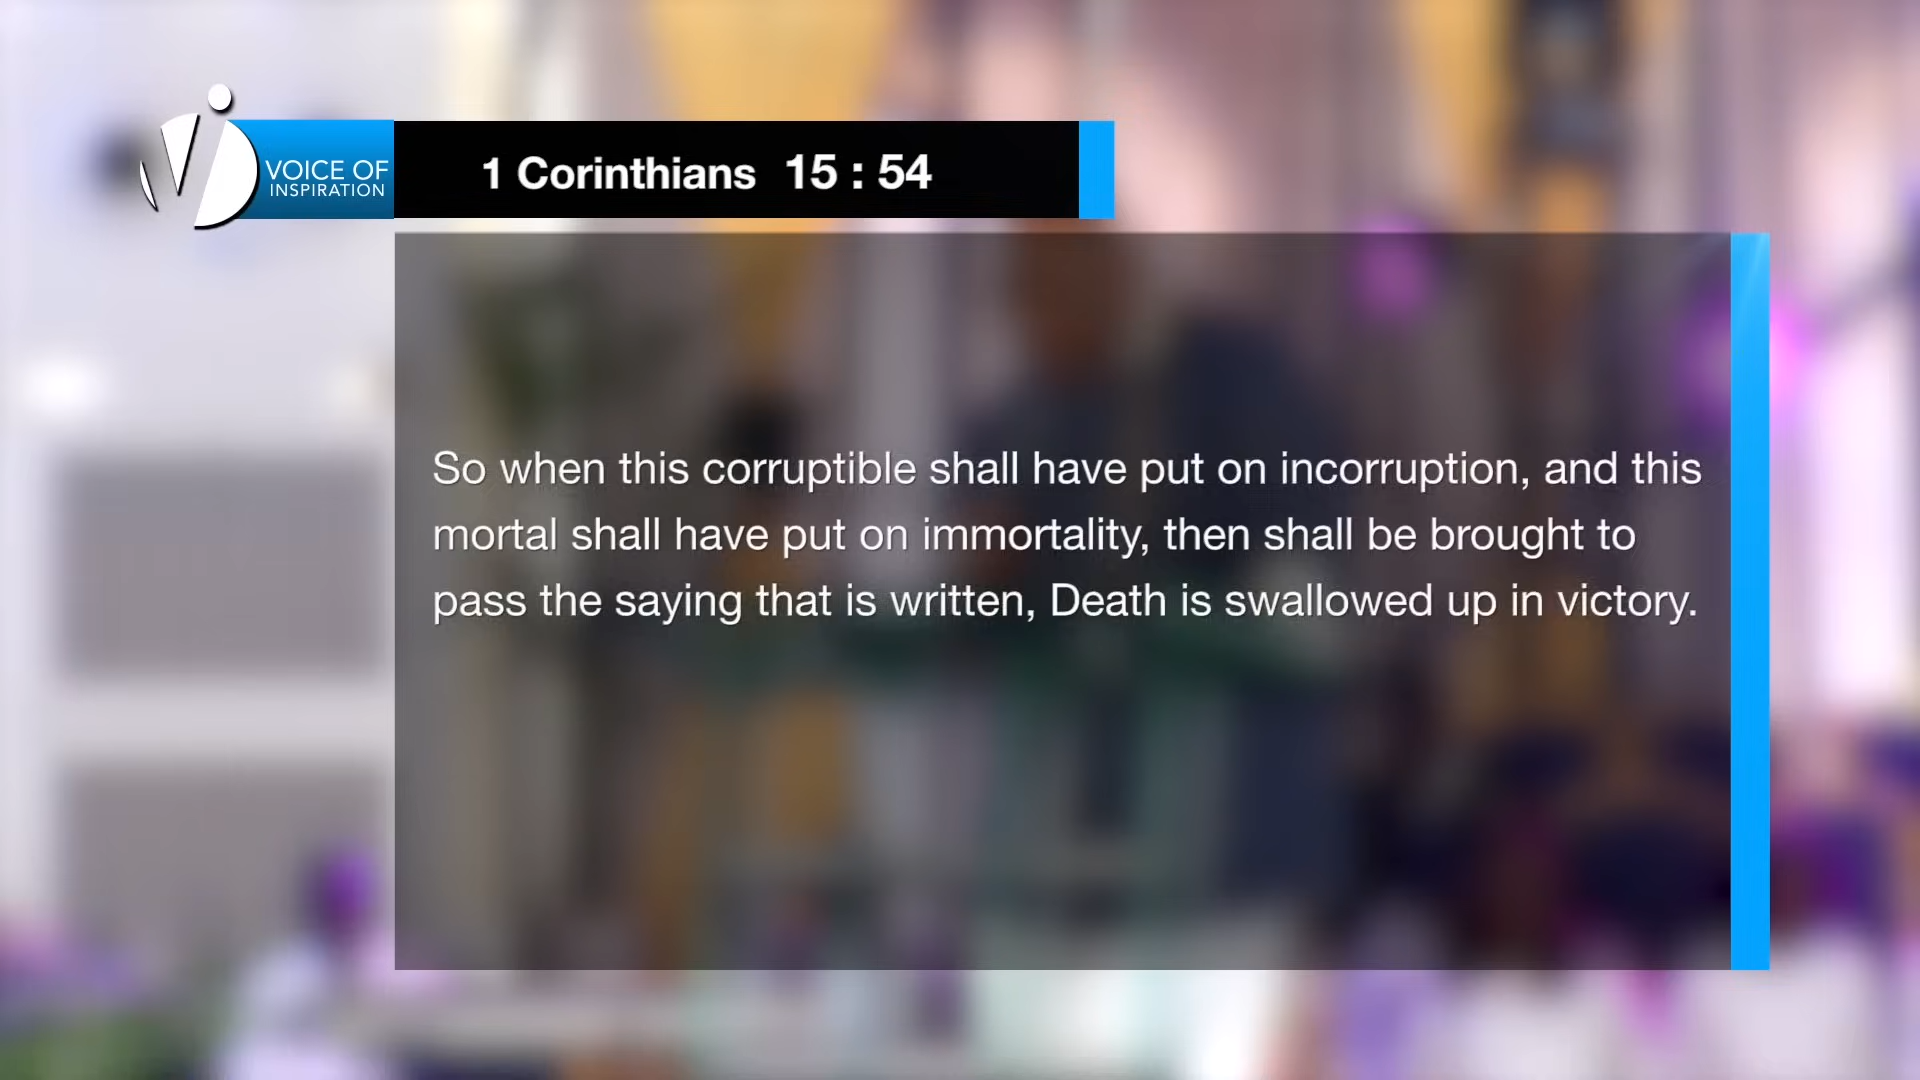 VOICE OF
INSPIRATION
1 Corinthians 15 : 54
So when this corruptible shall have put on incorruption, and this
mortal shall have put on immortality, then shall be brought to
pass the saying that is written, Death is swallowed up in victory.